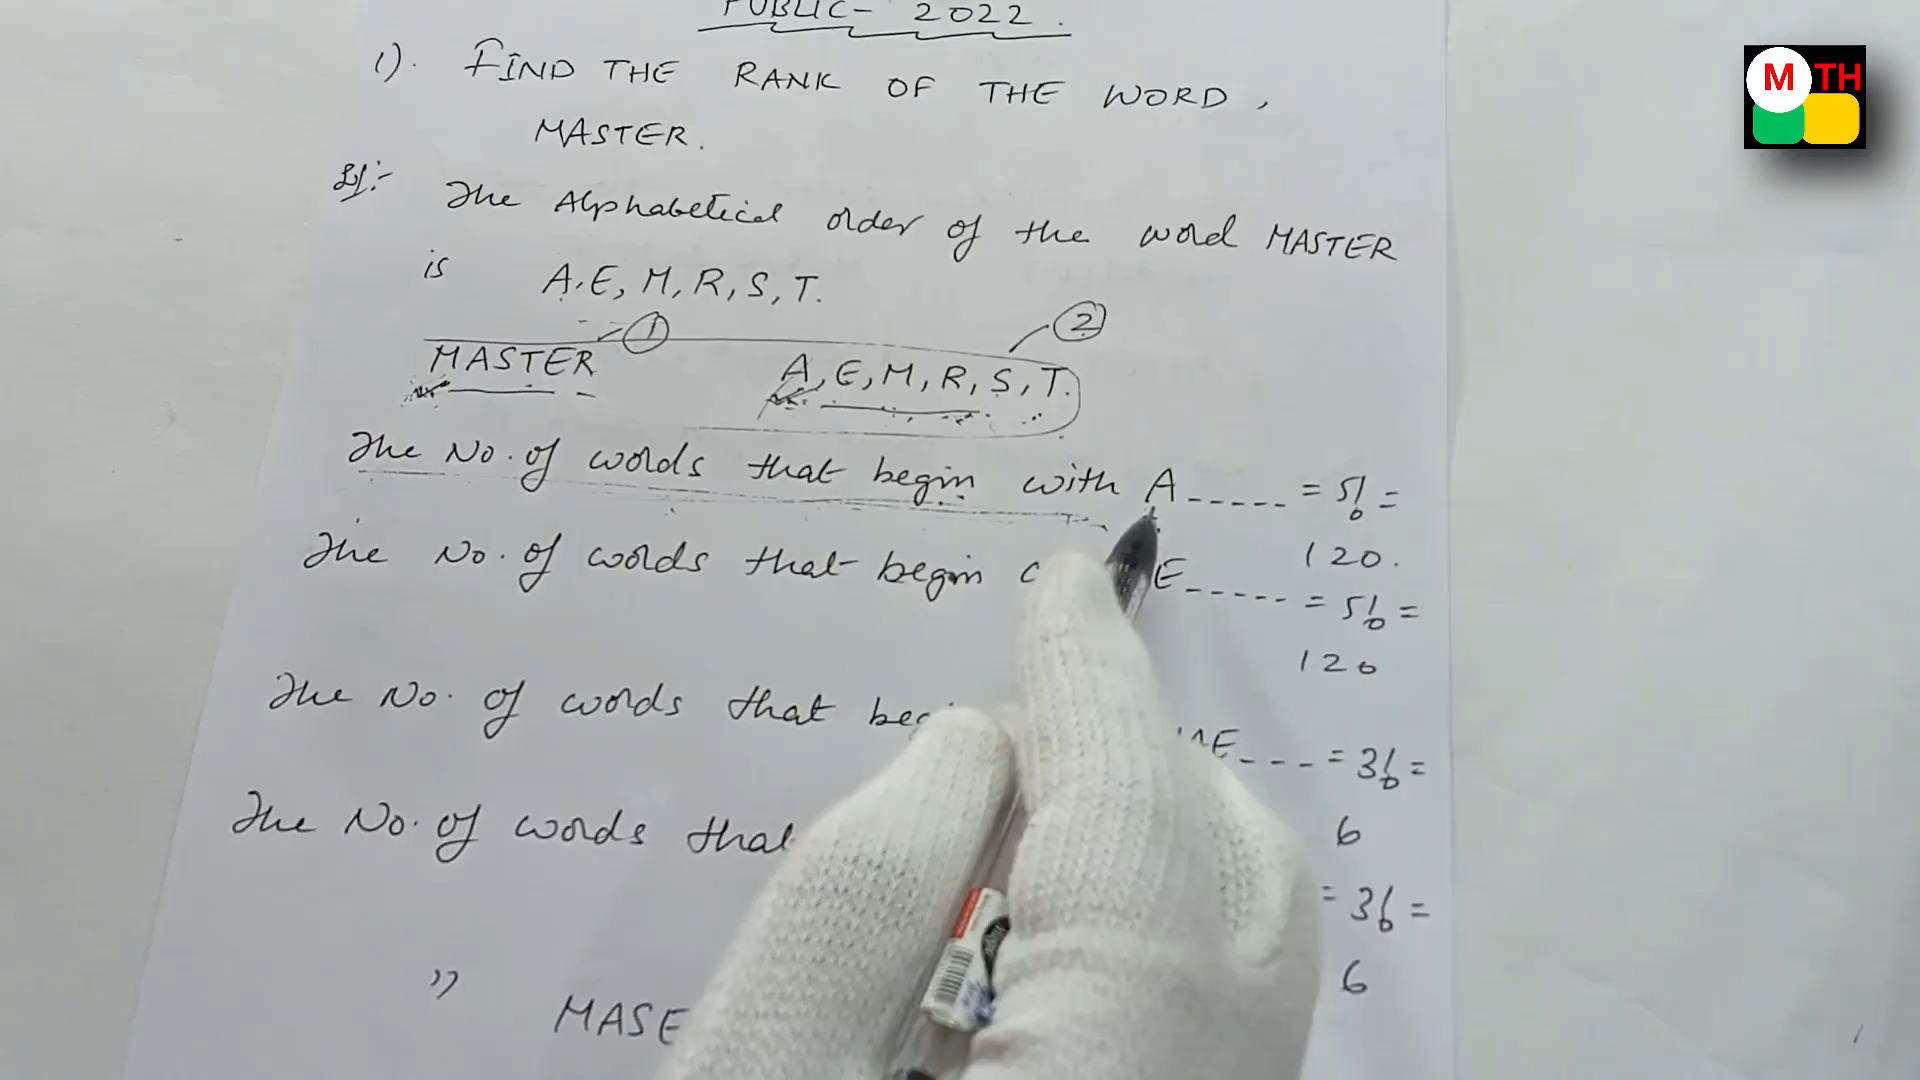 PUBLIC- 2022.
M TH
1). FIND THE RANK OF THE WORD,
MASTER.
Sol:- The Alphabetical order of the word MASTER
is A, E, M, R, S, T.
1 2
MASTER A, E, M, R, S, T.
The No. of words that begin with A----- = 5! =
120.
The No. of words that begin E----- = 5! =
120
The No. of words that E--- = 3! =
6
The No. of words that = 3! =
6
" MASE